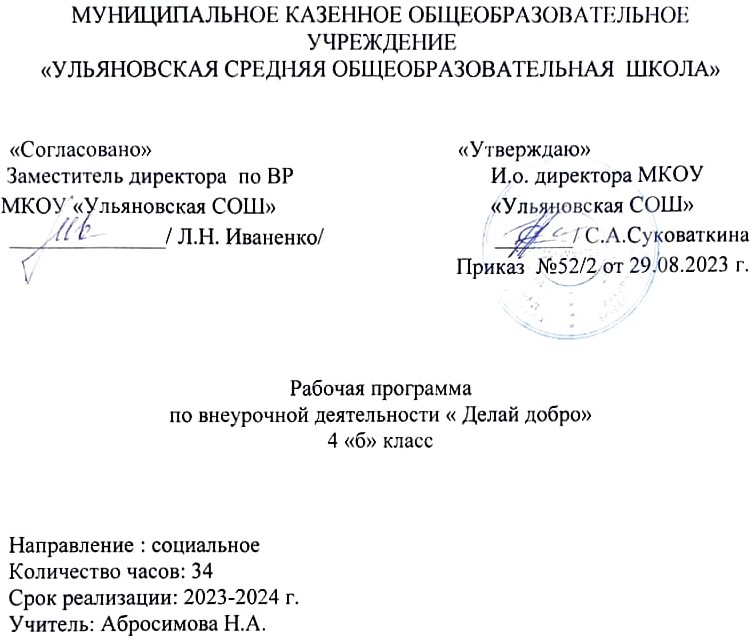 МУНИЦИПАЛЬНОЕ КАЗЕННОЕ ОБЩЕОБРАЗОВАТЕЛЬНОЕ
УЧРЕЖДЕНИЕ
«УЛЬЯНОВСКАЯ СРЕДНЯЯ ОБЩЕОБРАЗОВАТЕЛЬНАЯ ШКОЛА»
«Согласовано» «Утверждаю»
Заместитель директора по ВР И.о. директора МКОУ
МКОУ «Ульяновская СОШ» «Ульяновская СОШ»
______________/ Л.Н. Иваненко/ _______/ С.А.Суковаткина
Приказ №52/2 от 29.08.2023 г.
Рабочая программа
по внеурочной деятельности « Делай добро»
4 «б» класс
Направление : социальное
Количество часов: 34
Срок реализации: 2023-2024 г.
Учитель: Абросимова Н.А.